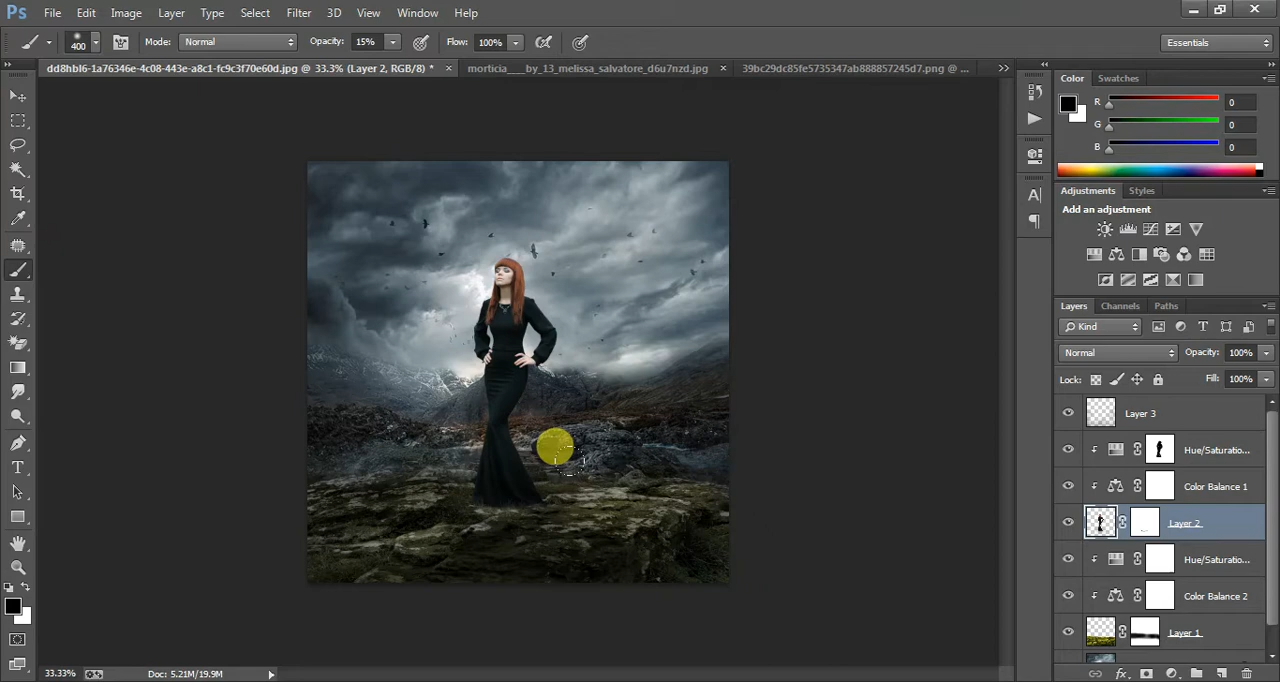 Ps File Edit Image Layer Type Select Filter 3D View Window Help
400 Mode: Normal Opacity: 15% Flow: 100% Essentials
dd8hbl6-1a76346e-4c08-443e-a8c1-fc9c3f70e60d.jpg @ 33.3% (Layer 2, RGB/8) * morticia___by_13_melissa_salvatore_d6u7nzd.jpg 39bc29dc85fe5735347ab888857245d7.png @ ...
Color Swatches
R 0
G 0
B 0
Adjustments Styles
Add an adjustment
Layers Channels Paths
Kind
Normal Opacity: 100%
Lock: Fill: 100%
Layer 3
Hue/Saturatio...
Color Balance 1
Layer 2
Hue/Saturatio...
Color Balance 2
Layer 1
33.33% Doc: 5.21M/19.9M